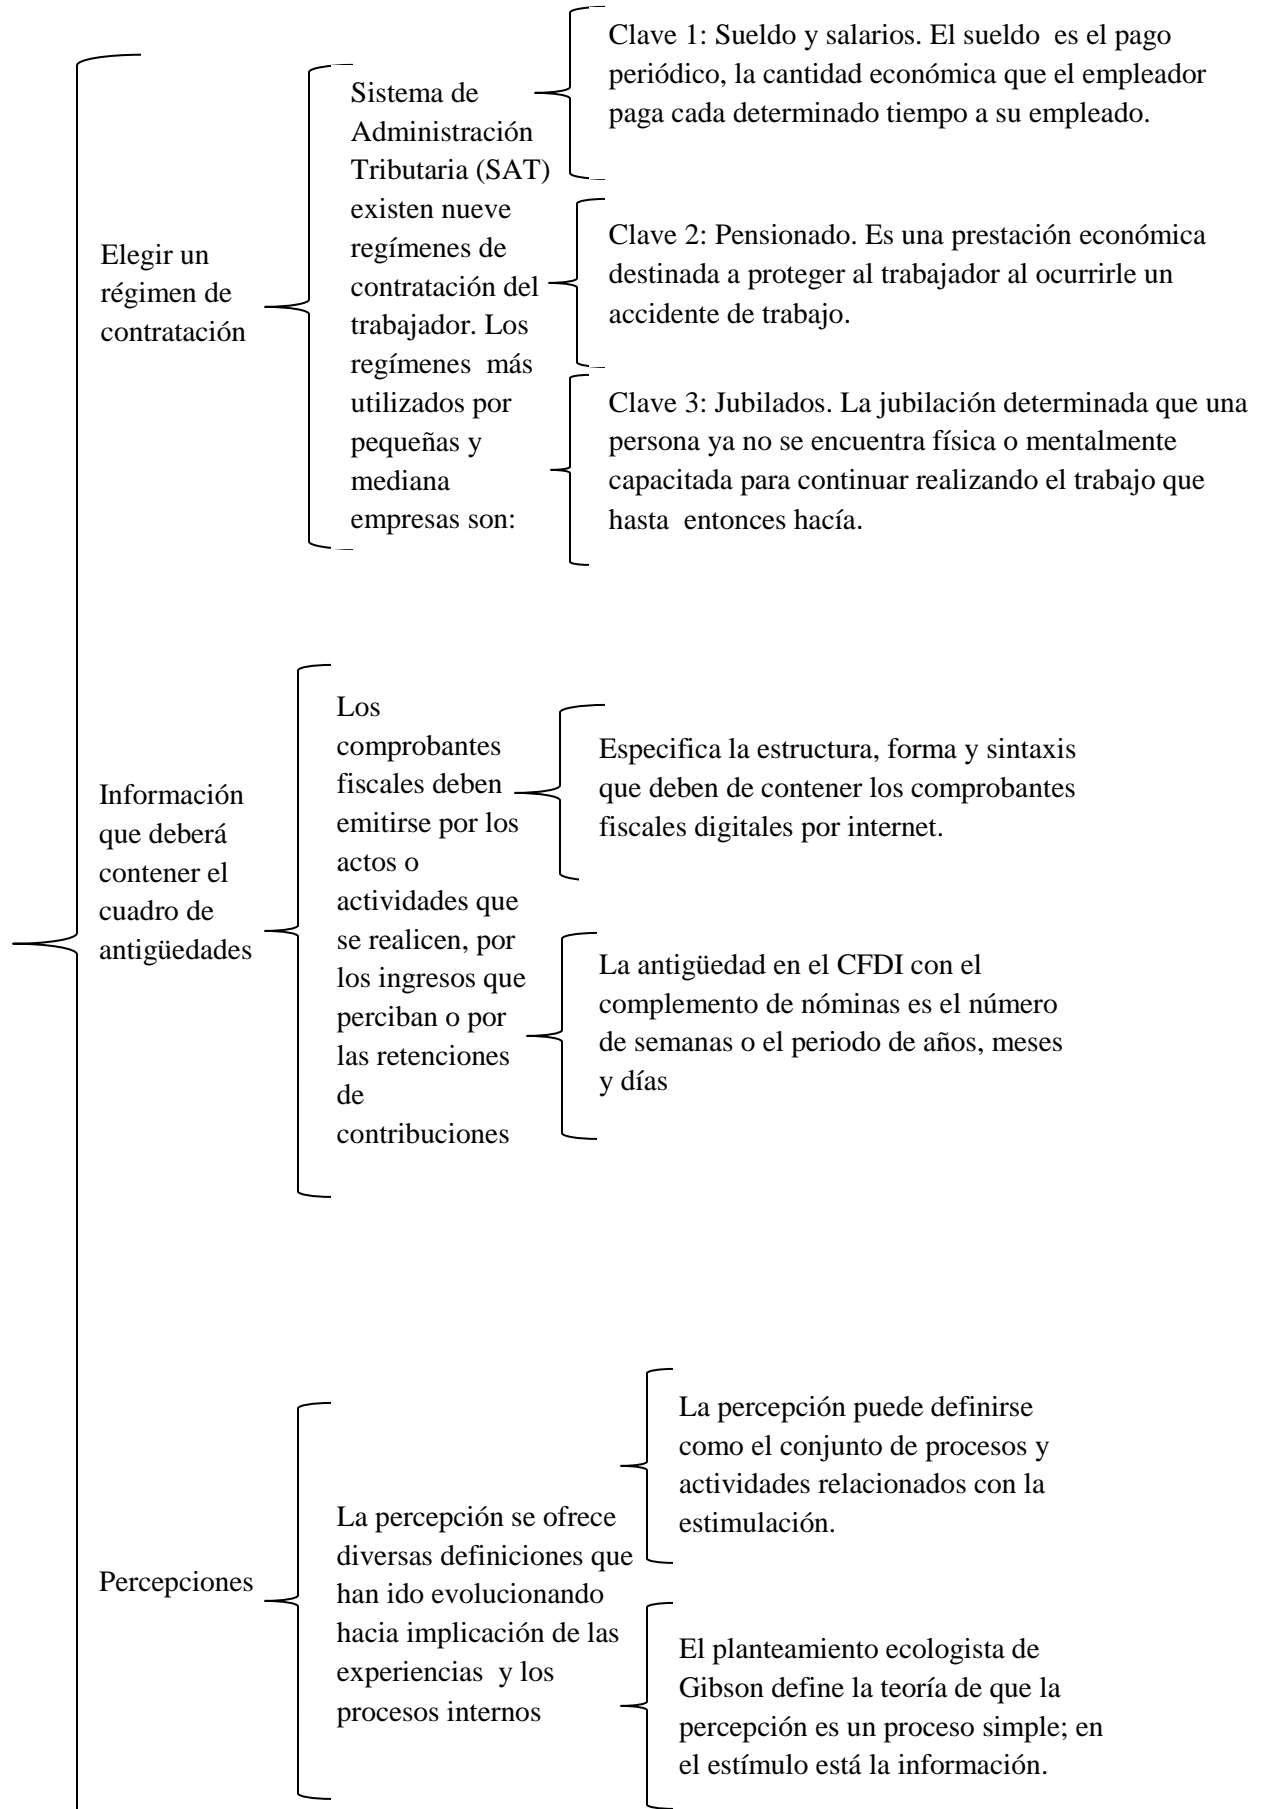 Elegir un
régimen de
contratación
Sistema de
Administración
Tributaria (SAT)
existen nueve
regímenes de
contratación del
trabajador. Los
regímenes  más
utilizados por
pequeñas y
mediana
empresas son:
Clave 1: Sueldo y salarios. El sueldo  es el pago
periódico, la cantidad económica que el empleador
paga cada determinado tiempo a su empleado.
Clave 2: Pensionado. Es una prestación económica
destinada a proteger al trabajador al ocurrirle un
accidente de trabajo.
Clave 3: Jubilados. La jubilación determinada que una
persona ya no se encuentra física o mentalmente
capacitada para continuar realizando el trabajo que
hasta  entonces hacía.
Información
que deberá
contener el
cuadro de
antigüedades
Los
comprobantes
fiscales deben
emitirse por los
actos o
actividades que
se realicen, por
los ingresos que
perciban o por
las retenciones
de
contribuciones
Especifica la estructura, forma y sintaxis
que deben de contener los comprobantes
fiscales digitales por internet.
La antigüedad en el CFDI con el
complemento de nóminas es el número
de semanas o el periodo de años, meses
y días
Percepciones
La percepción se ofrece
diversas definiciones que
han ido evolucionando
hacia implicación de las
experiencias  y los
procesos internos
La percepción puede definirse
como el conjunto de procesos y
actividades relacionados con la
estimulación.
El planteamiento ecologista de
Gibson define la teoría de que la
percepción es un proceso simple; en
el estímulo está la información.